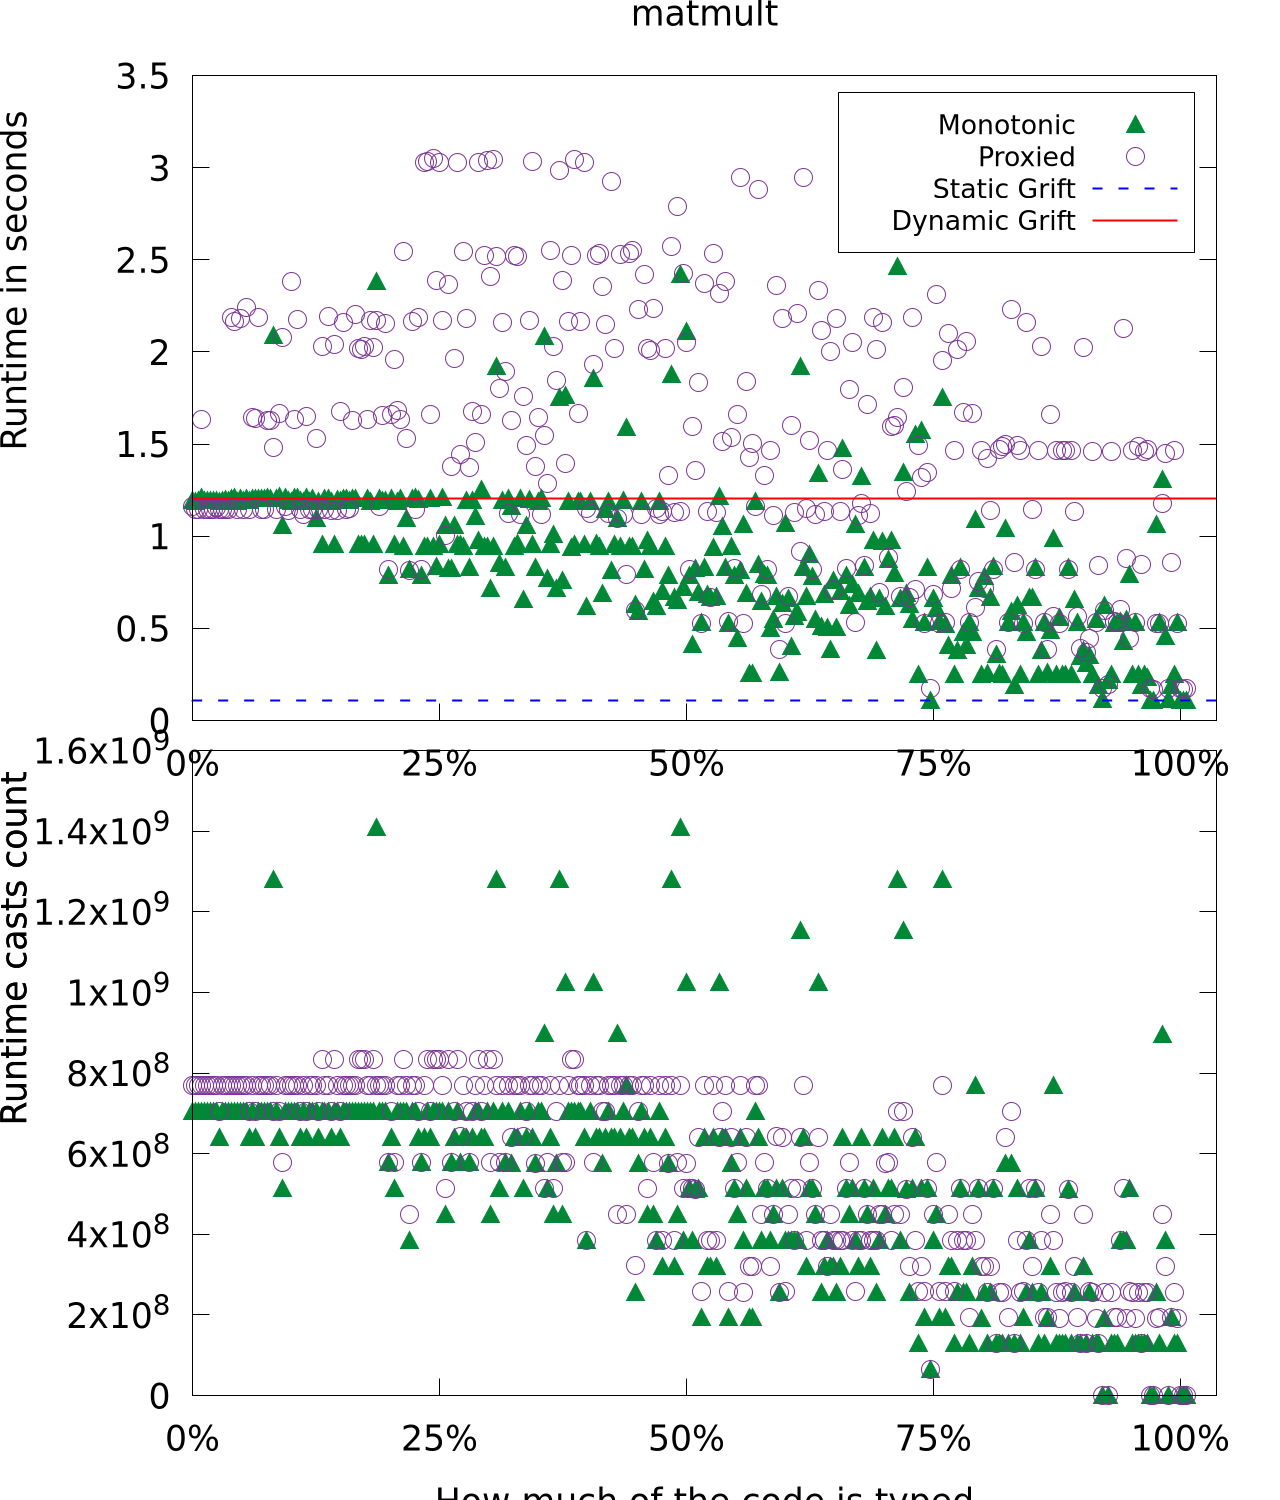 matmult
Runtime in seconds
3.5
3
2.5
2
1.5
1
0.5
0
Monotonic
Proxied
Static Grift
Dynamic Grift
0%
25%
50%
75%
100%
Runtime casts count
1.6x10⁹
1.4x10⁹
1.2x10⁹
1x10⁹
8x10⁸
6x10⁸
4x10⁸
2x10⁸
0
0%
25%
50%
75%
100%
How much of the code is typed